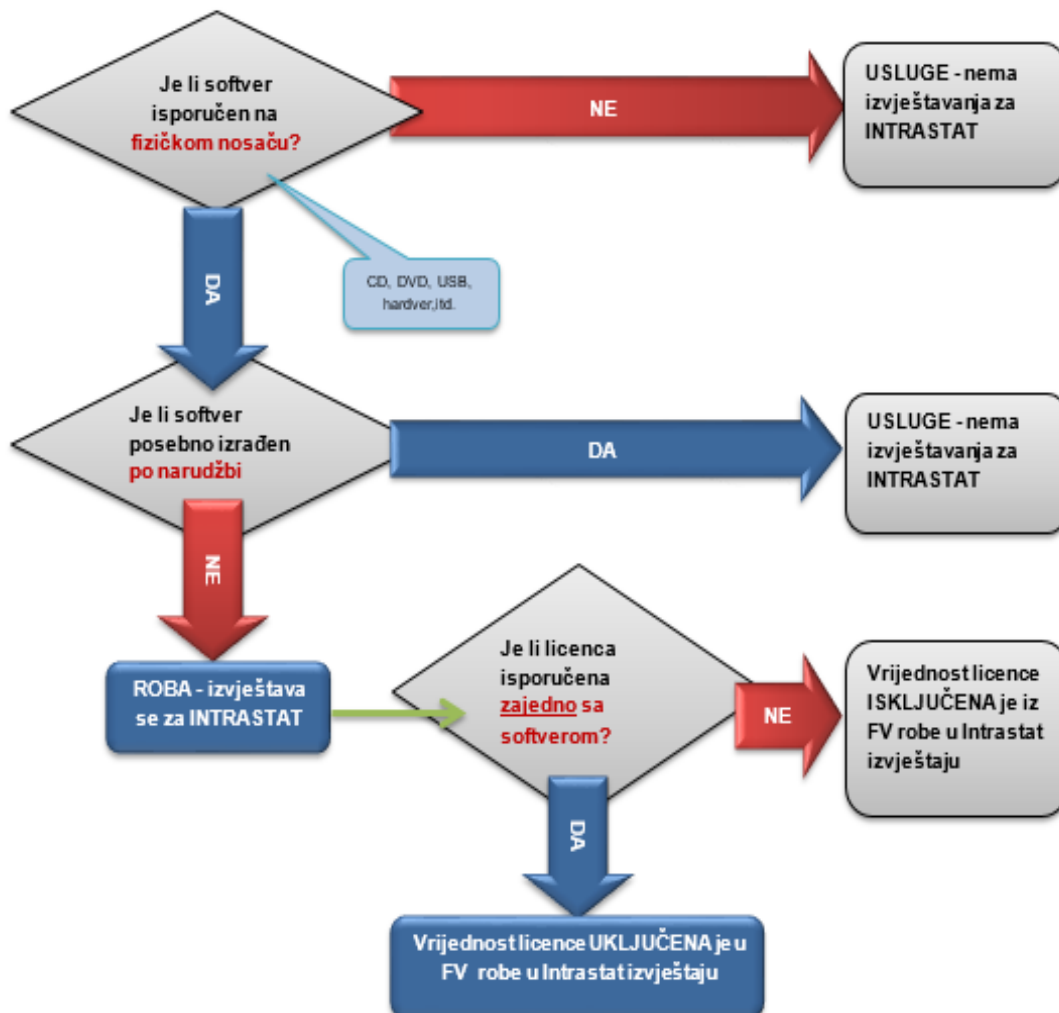 Je li softver
isporučen na
fizičkom nosaču?
NE
USLUGE - nema
izvještavanja za
INTRASTAT
DA
CD, DVD, USB,
hardver,itd.
Je li softver
posebno izrađen
po narudžbi
DA
USLUGE - nema
izvještavanja za
INTRASTAT
NE
ROBA - izvještava
se za INTRASTAT
Je li licenca
isporučena
zajedno sa
softverom?
NE
Vrijednost licence
ISKLJUČENA je iz
FV robe u Intrastat
izvještaju
DA
Vrijednost licence UKLJUČENA je u
FV robe u Intrastat izvještaju